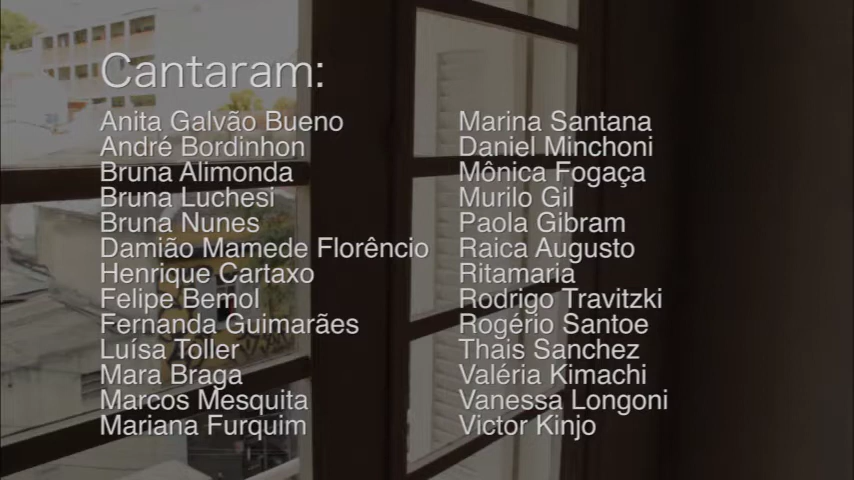 Cantaram:
Anita Galvão Bueno
André Bordinhon
Bruna Alimonda
Bruna Luchesi
Bruna Nunes
Damião Mamede Florêncio
Henrique Cartaxo
Felipe Bemol
Fernanda Guimarães
Luísa Toller
Mara Braga
Marcos Mesquita
Mariana Furquim
Marina Santana
Daniel Minchoni
Mônica Fogaça
Murilo Gil
Paola Gibram
Raica Augusto
Ritamaria
Rodrigo Travitzki
Rogério Santoe
Thais Sanchez
Valéria Kimachi
Vanessa Longoni
Victor Kinjo